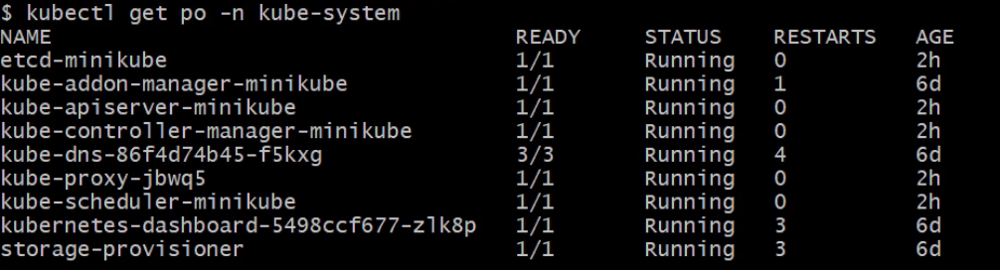 $ kubectl get po -n kube-system
NAME READY STATUS RESTARTS AGE
etcd-minikube 1/1 Running 0 2h
kube-addon-manager-minikube 1/1 Running 1 6d
kube-apiserver-minikube 1/1 Running 0 2h
kube-controller-manager-minikube 1/1 Running 0 2h
kube-dns-86f4d74b45-f5kxg 3/3 Running 4 6d
kube-proxy-jbwq5 1/1 Running 0 2h
kube-scheduler-minikube 1/1 Running 0 2h
kubernetes-dashboard-5498ccf677-zlk8p 1/1 Running 3 6d
storage-provisioner 1/1 Running 3 6d